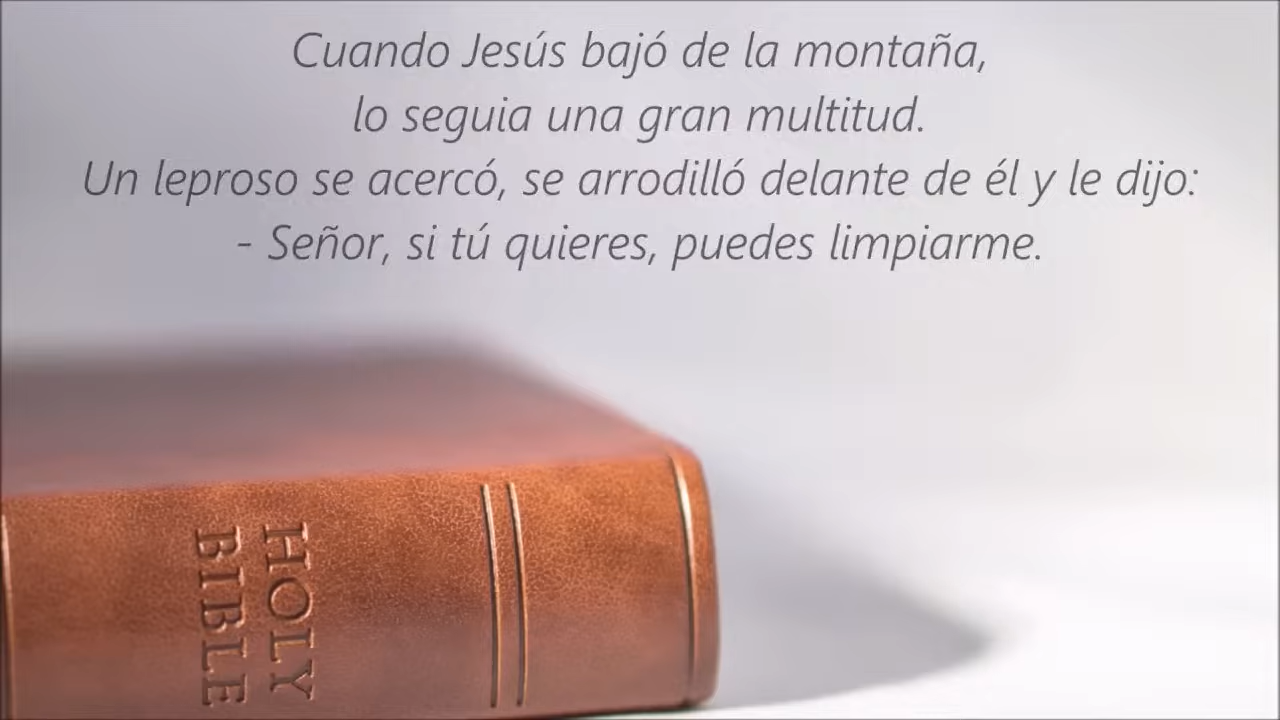 Cuando Jesús bajó de la montaña,
lo seguia una gran multitud.
Un leproso se acercó, se arrodilló delante de él y le dijo:
- Señor, si tú quieres, puedes limpiarme.
HOLY
BIBLE